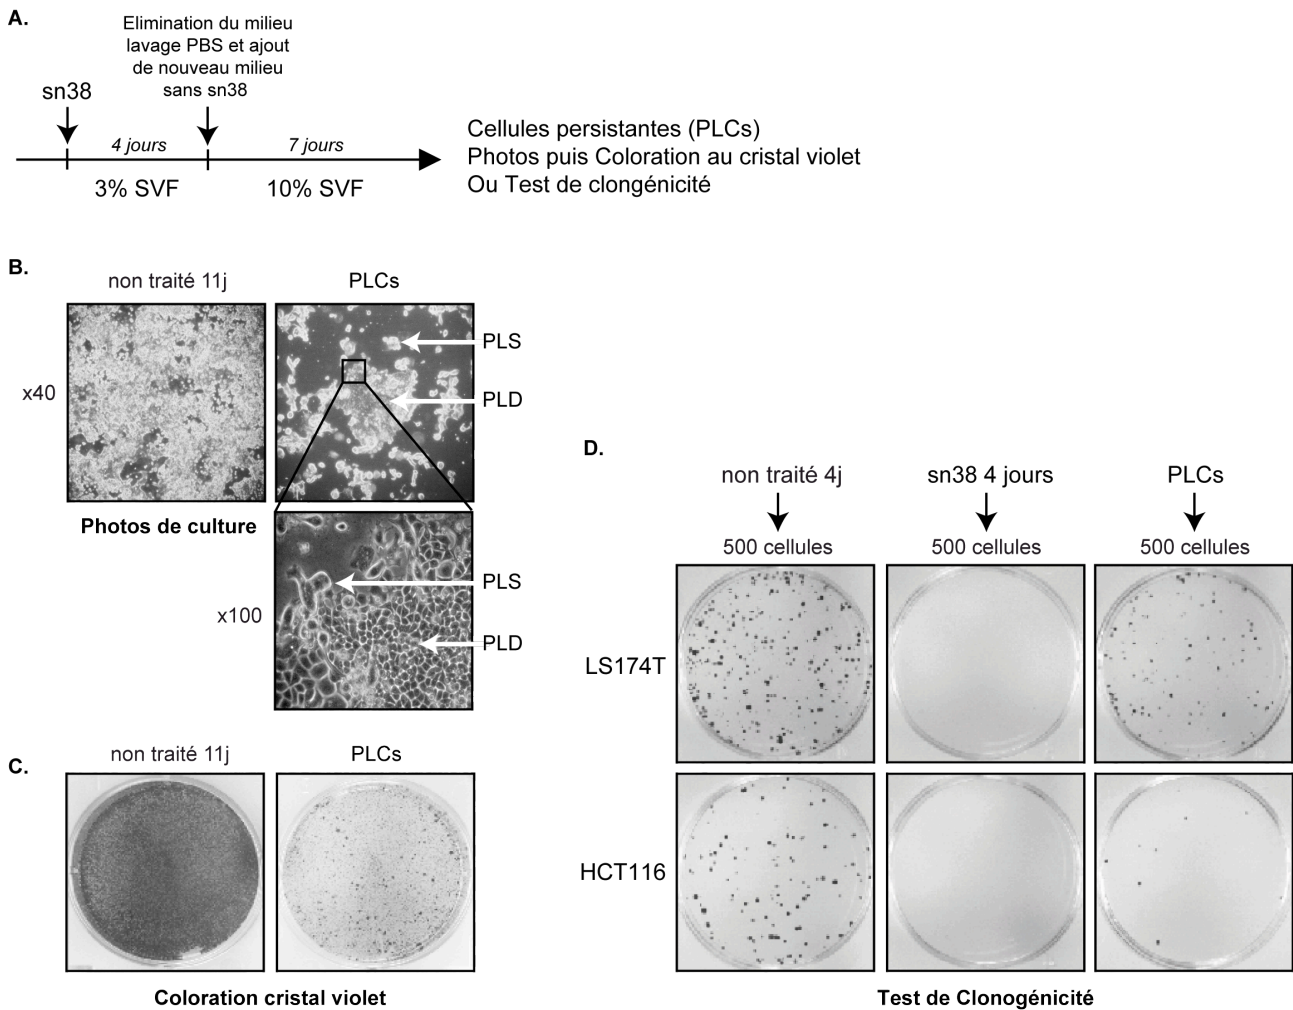 A.
Elimination du milieu
lavage PBS et ajout
de nouveau milieu
sans sn38
sn38
4 jours
7 jours
3% SVF
10% SVF
Cellules persistantes (PLCs)
Photos puis Coloration au cristal violet
Ou Test de clongénicité
B.
non traité 11j
PLCs
x40
PLS
PLD
Photos de culture
x100
PLS
PLD
C.
non traité 11j
PLCs
Coloration cristal violet
D.
non traité 4j
sn38 4 jours
PLCs
500 cellules
500 cellules
500 cellules
LS174T
HCT116
Test de Clonogénicité